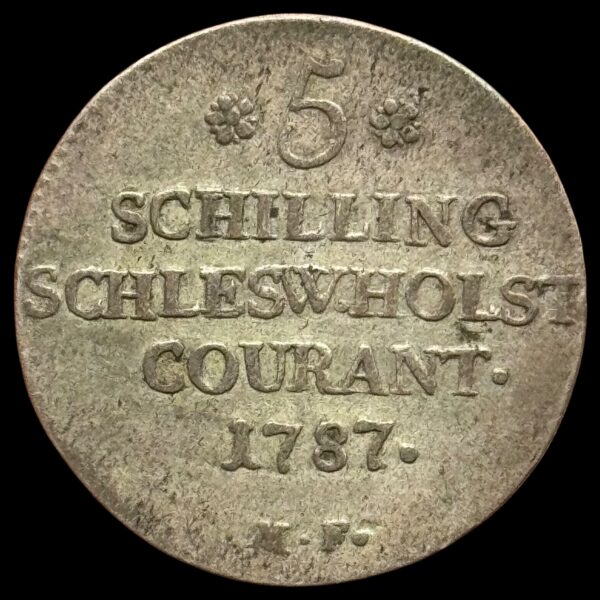 5
SCHILLING
SCHLESW.HOLST
COURANT.
1787.
M.F.